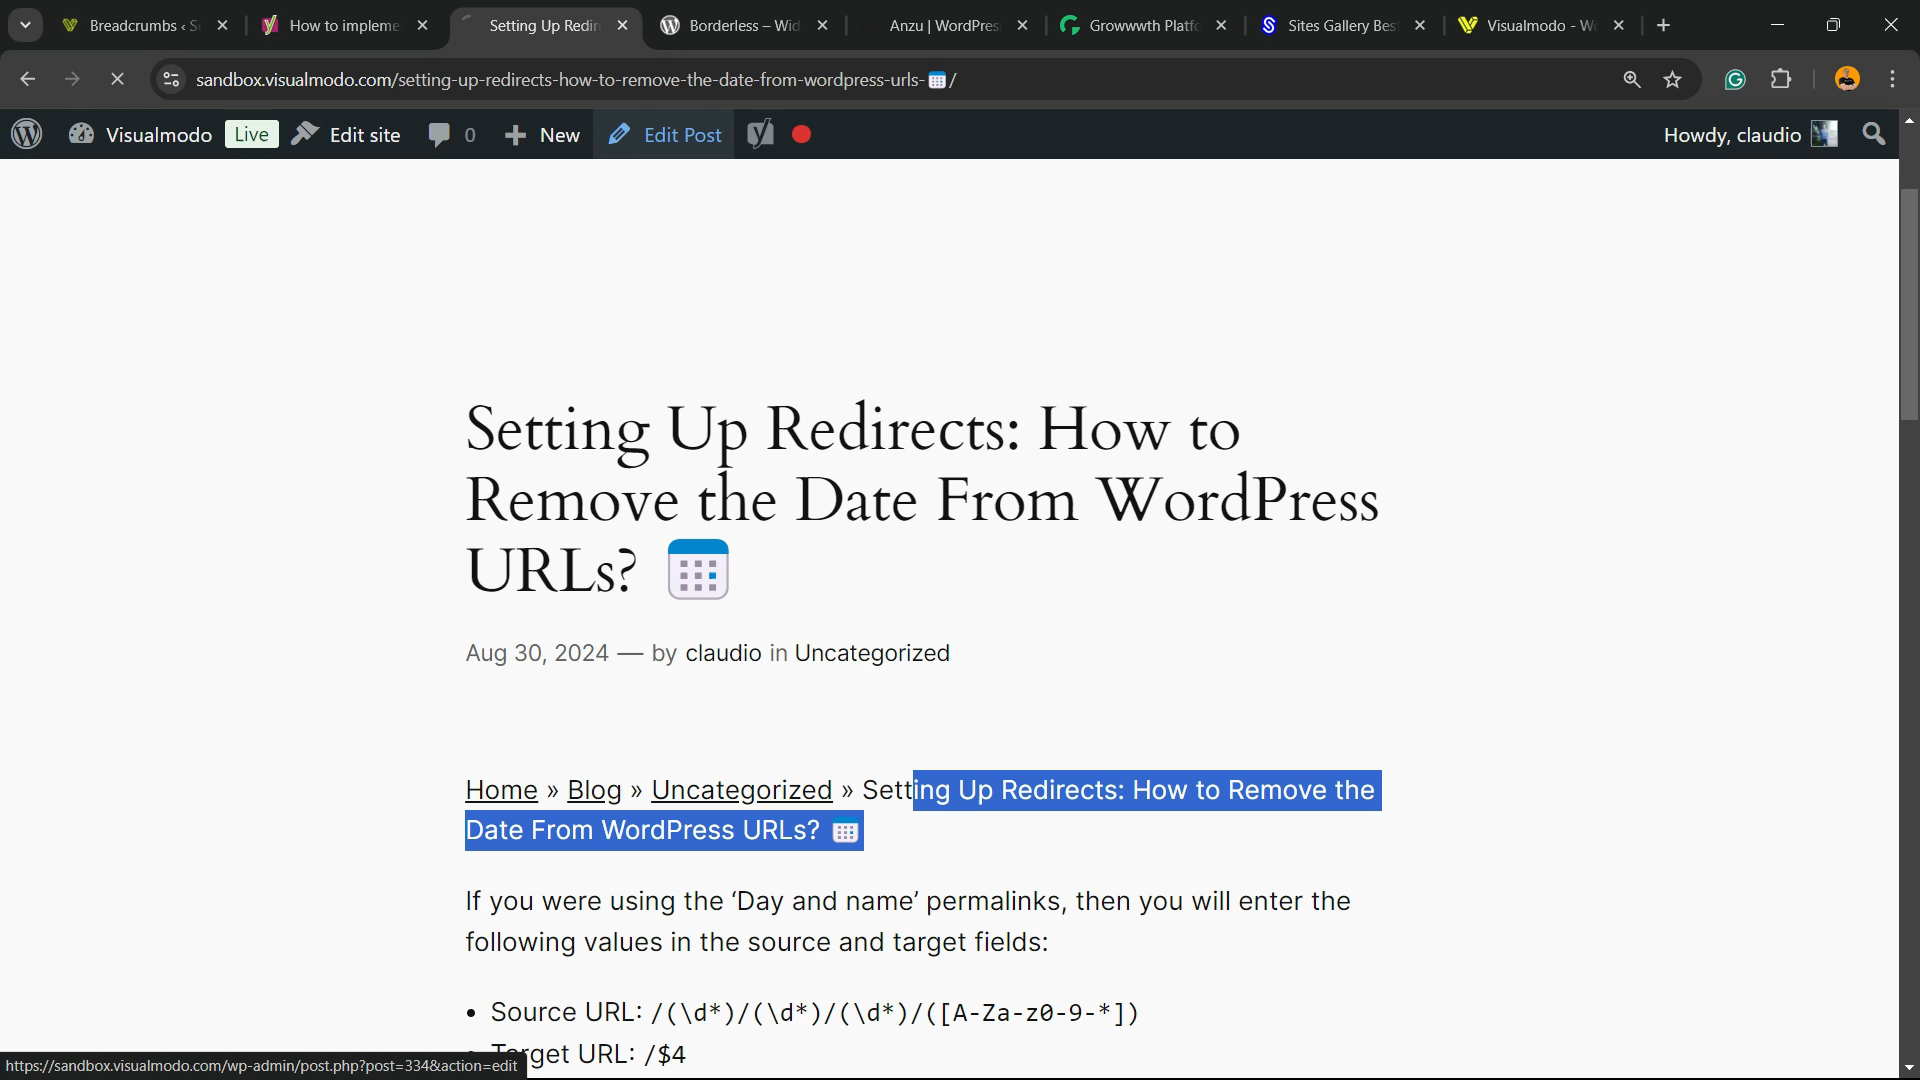 Breadcrumbs ‹ S
How to impleme
Setting Up Redir
Borderless – Wid
Anzu | WordPres
Growwwth Platf
Sites Gallery Bes
Visualmodo - W
sandbox.visualmodo.com/setting-up-redirects-how-to-remove-the-date-from-wordpress-urls-🗓/
Visualmodo Live Edit site 0 New Edit Post Howdy, claudio
Setting Up Redirects: How to
Remove the Date From WordPress
URLs? 🗓
Aug 30, 2024 — by claudio in Uncategorized
Home » Blog » Uncategorized » Setting Up Redirects: How to Remove the
Date From WordPress URLs? 🗓
If you were using the ‘Day and name’ permalinks, then you will enter the
following values in the source and target fields:
• Source URL: /(\d*)/(\d*)/(\d*)/([A-Za-z0-9-*])
• Target URL: /$4
https://sandbox.visualmodo.com/wp-admin/post.php?post=334&action=edit